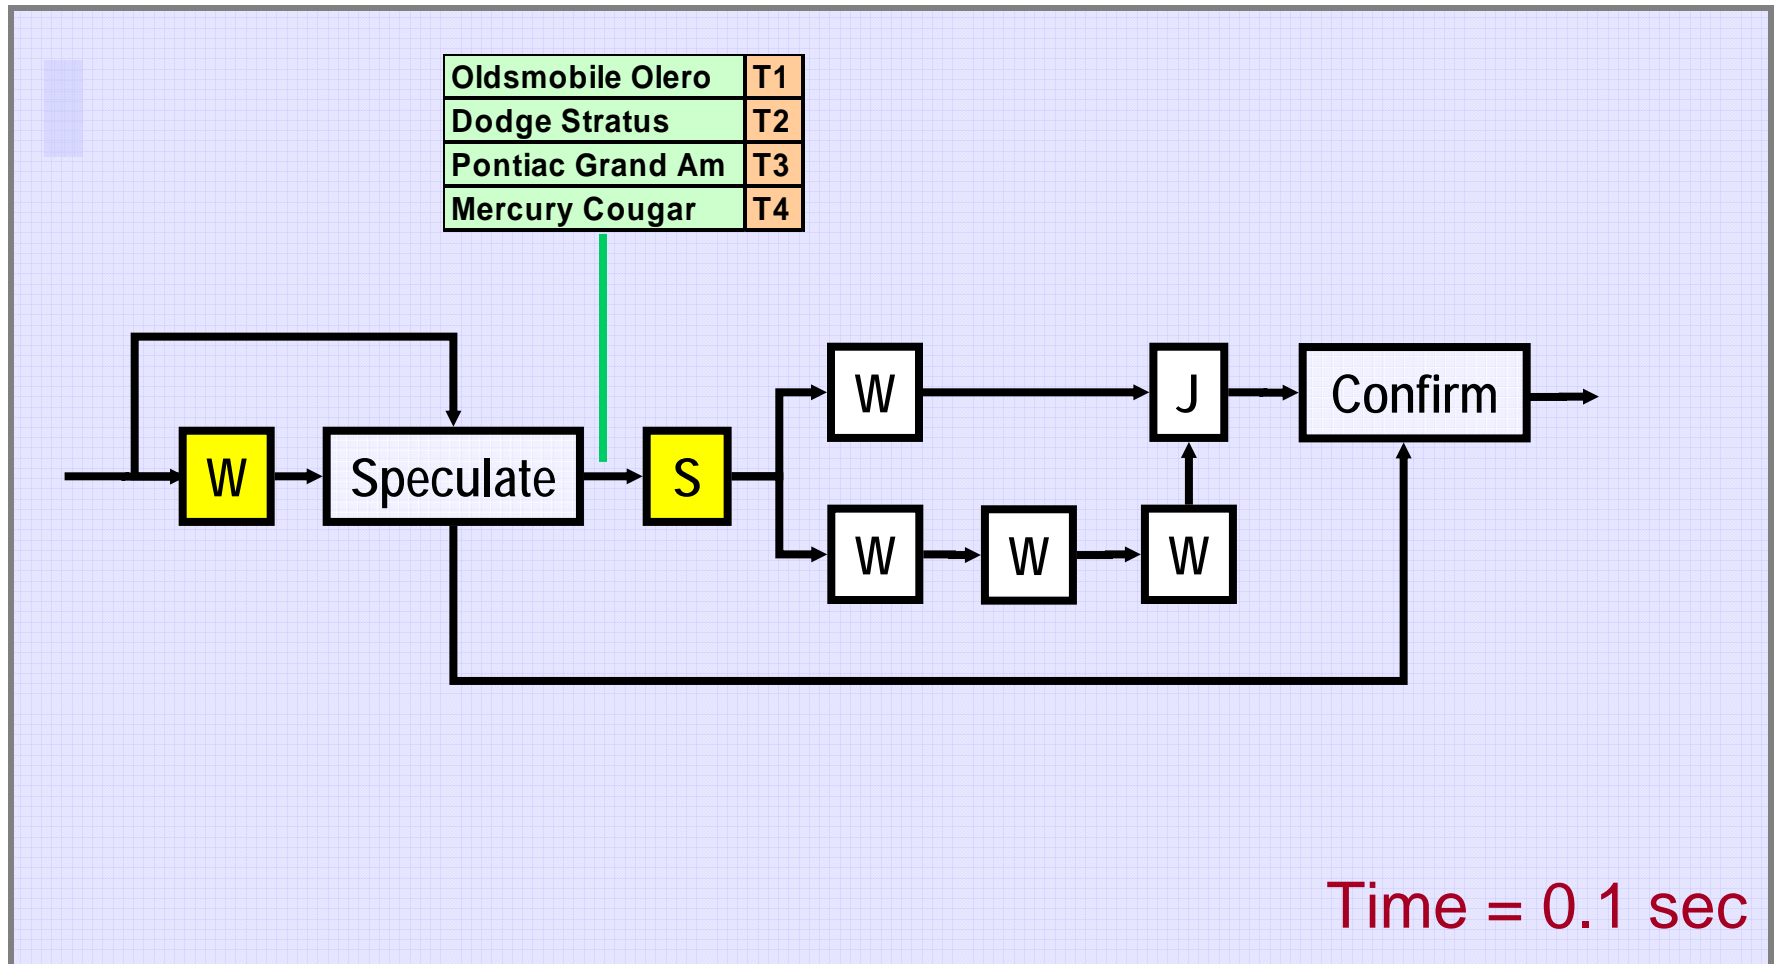 Oldsmobile Olero T1
Dodge Stratus T2
Pontiac Grand Am T3
Mercury Cougar T4
W J Confirm
W Speculate S
W W W
Time = 0.1 sec